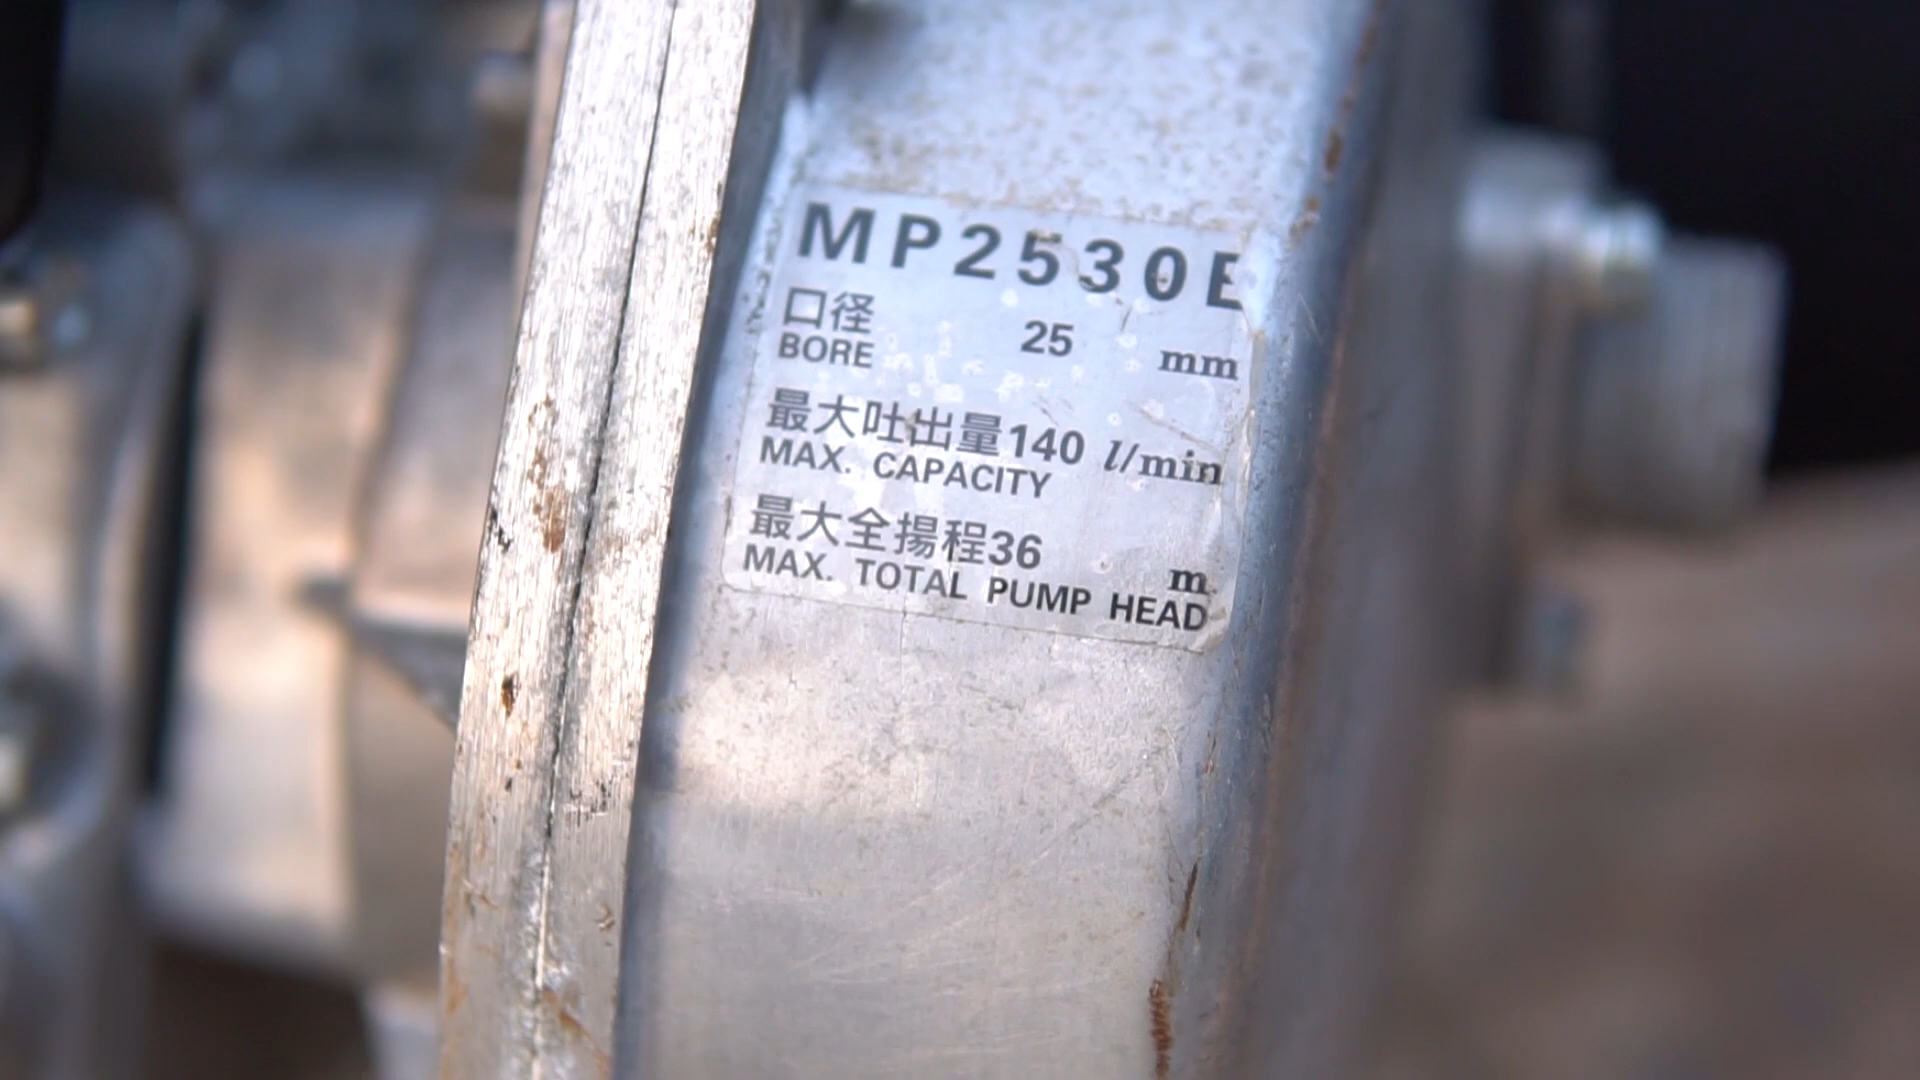 MP2530E
口径 25 mm
BORE
最大吐出量140 l/min
MAX. CAPACITY
最大全揚程36 m
MAX. TOTAL PUMP HEAD